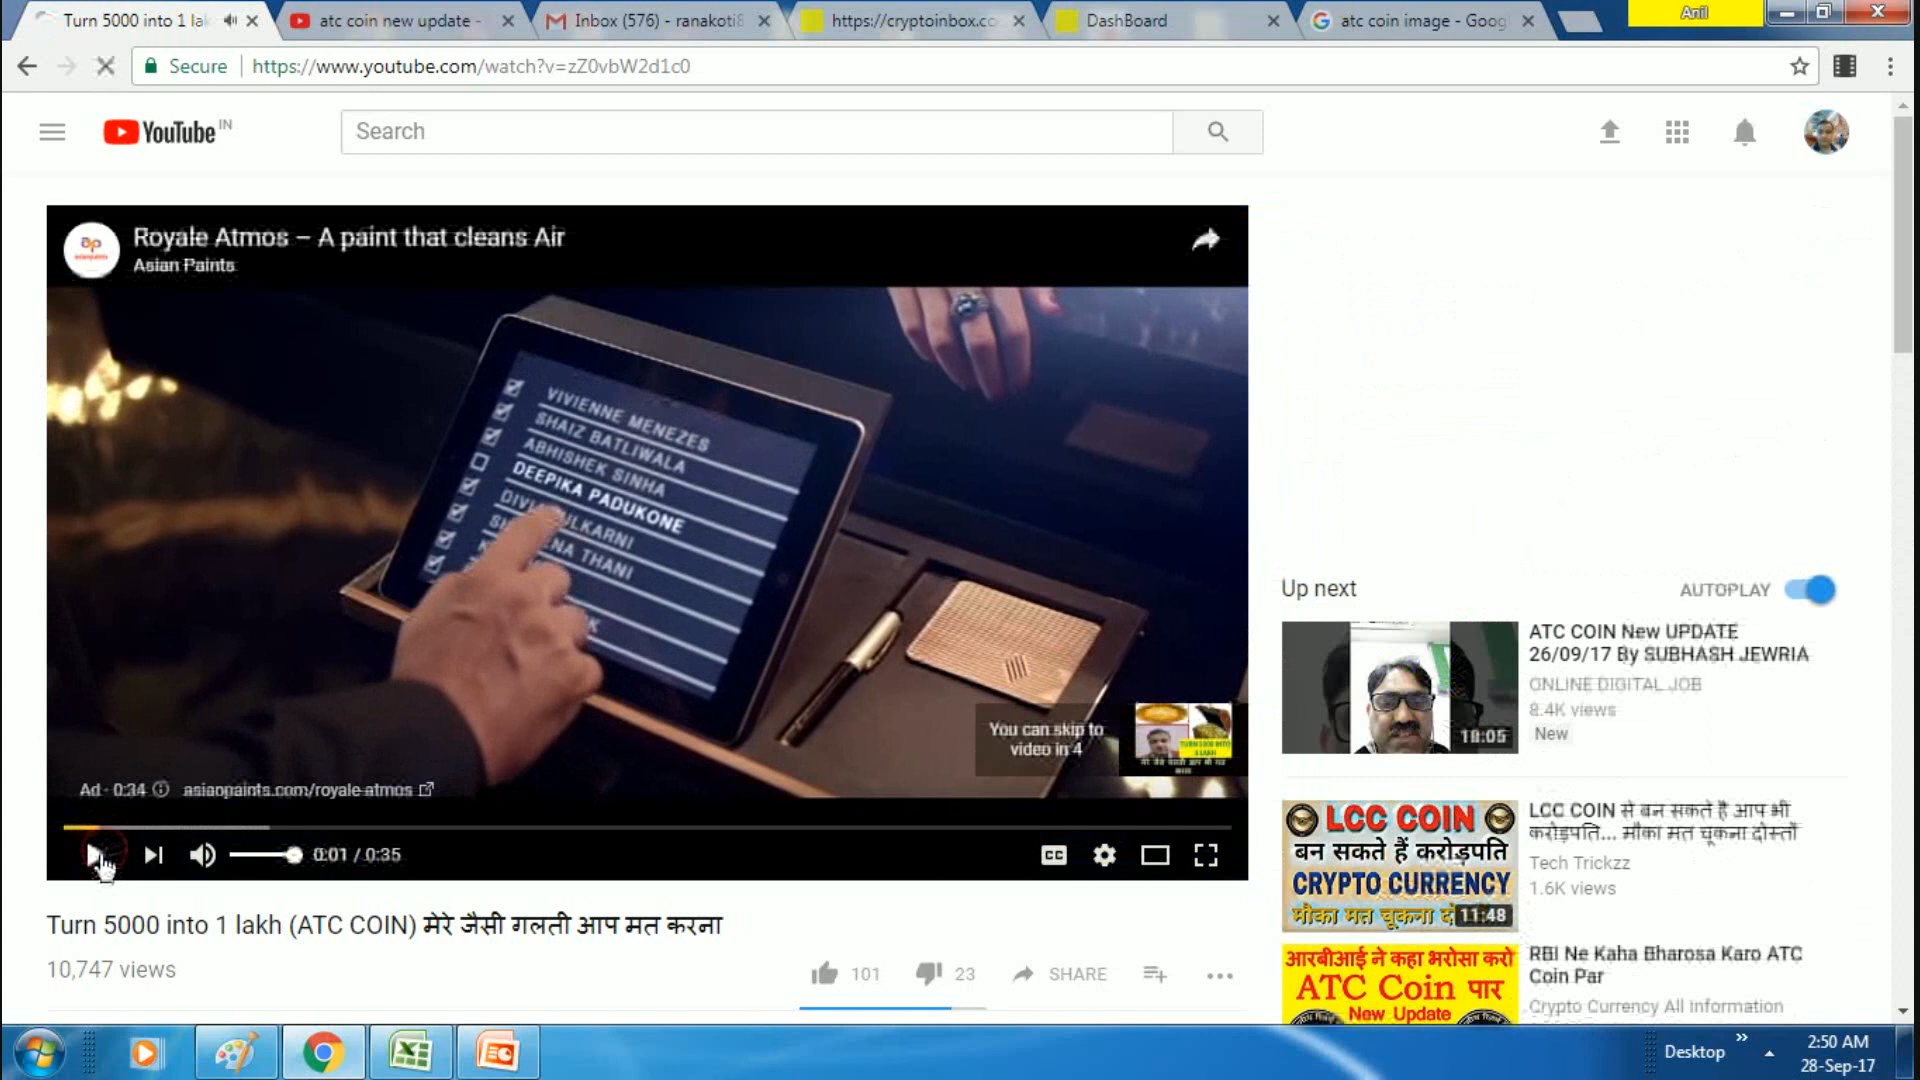 Turn 5000 into 1 lak
atc coin new update -
Inbox (576) - ranakoti8
https://cryptoinbox.co
DashBoard
atc coin image - Goog
Anil
Secure
https://www.youtube.com/watch?v=zZ0vbW2d1c0
YouTube IN
Search
Royale Atmos – A paint that cleans Air
Asian Paints
VIVIENNE MENEZES
SHAIZ BATLIWALA
ABHISHEK SINHA
DEEPIKA PADUKONE
THANI
You can skip to
video in 4
Ad · 0:34
asianpaints.com/royale-atmos
0:01 / 0:35
CC
Turn 5000 into 1 lakh (ATC COIN) मेरे जैसी गलती आप मत करना
10,747 views
101
23
SHARE
Up next
AUTOPLAY
ATC COIN New UPDATE
26/09/17 By SUBHASH JEWRIA
ONLINE DIGITAL JOB
8.4K views
New
LCC COIN
बन सकते हैं करोड़पति
CRYPTO CURRENCY
मौका मत चूकना
11:48
LCC COIN से बन सकते है आप भी
करोड़पति... मौका मत चूकना दोस्तों
Tech Trickzz
1.6K views
आरबीआई ने कहा भरोसा करो
ATC Coin पार
New Update
RBI Ne Kaha Bharosa Karo ATC
Coin Par
Crypto Currency All Information
Desktop
2:50 AM
28-Sep-17